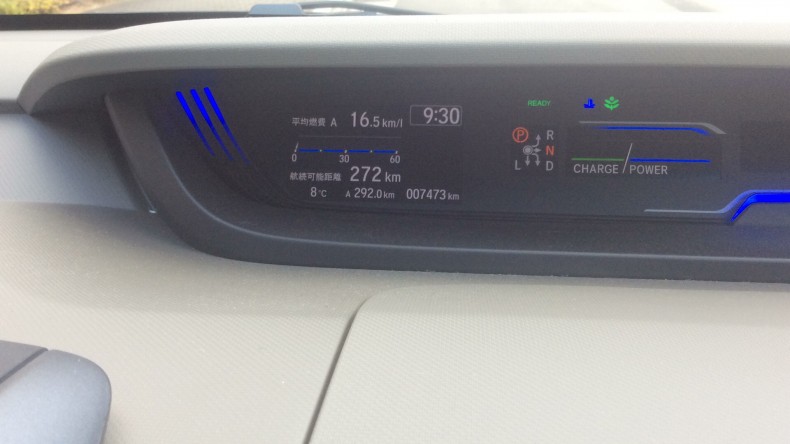 平均燃費 A 16.5 km/l 9:30
0 30 60
航続可能距離 272 km
8℃ A 292.0 km 007473 km
READY
P R
N
L D
CHARGE POWER